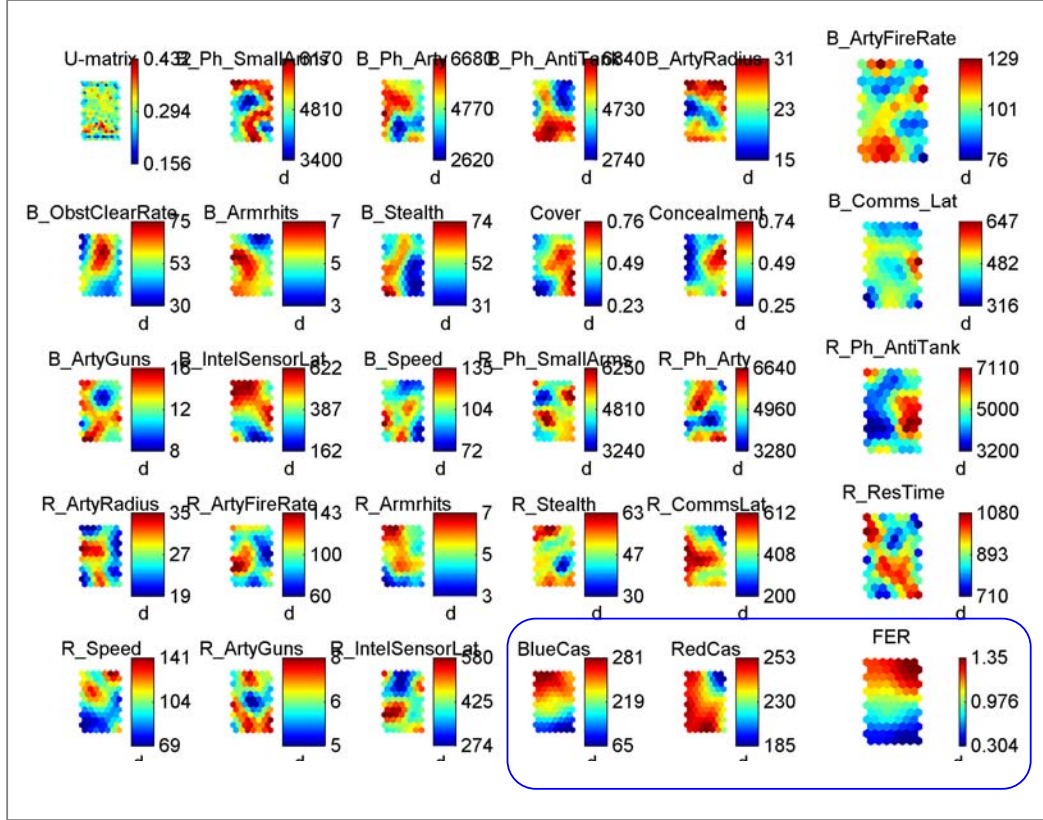 U-matrix 0.432 B_Ph_SmallArms 6170 B_Ph_Arty 6680 B_Ph_AntiTank 6640 B_ArtyRadius 31 B_ArtyFireRate 129
0.294 4810 4770 4730 23 101
0.156 3400 2620 2740 15 76
d d d d d
B_ObstClearRate 75 B_Armrhits 7 B_Stealth 74 Cover 0.76 Concealment 0.74 B_Comms_Lat 647
53 5 52 0.49 0.49 482
30 3 31 0.23 0.25 316
d d d d d d
B_ArtyGuns 16 B_IntelSensorLat 622 B_Speed 135 R_Ph_SmallArms 6250 R_Ph_Arty 6640 R_Ph_AntiTank 7110
12 387 104 4810 4960 5000
8 162 72 3240 3280 3200
d d d d d d
R_ArtyRadius 35 R_ArtyFireRate 143 R_Armrhits 7 R_Stealth 63 R_CommsLat 612 R_ResTime 1080
27 100 5 47 408 893
19 60 3 30 200 710
d d d d d d
R_Speed 141 R_ArtyGuns 8 R_IntelSensorLat 580 BlueCas 281 RedCas 253 FER 1.35
104 6 425 219 230 0.976
69 5 274 65 185 0.304
d d d d d d